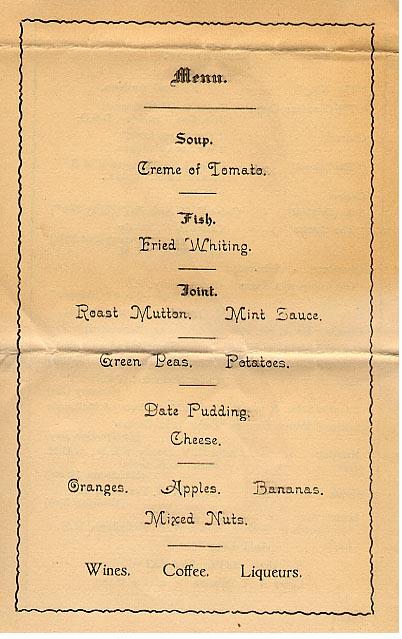 Menu.
Soup.
Creme of Tomato.
Fish.
Fried Whiting.
Joint.
Roast Mutton. Mint Sauce.
Green Peas. Potatoes.
Date Pudding.
Cheese.
Oranges. Apples. Bananas.
Mixed Nuts.
Wines. Coffee. Liqueurs.